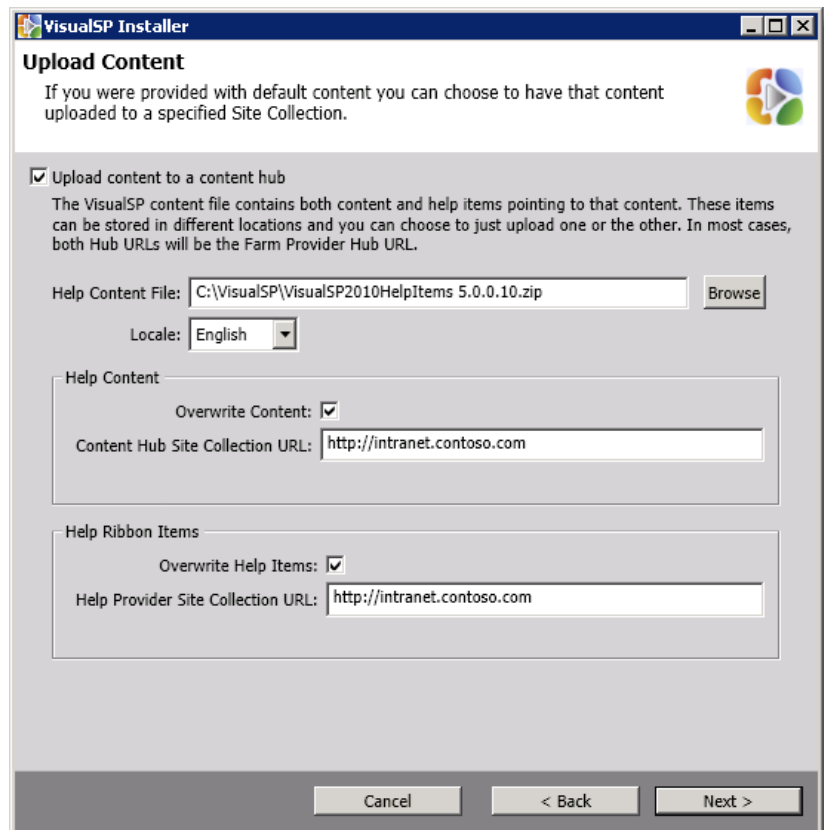 VisualSP Installer
Upload Content
If you were provided with default content you can choose to have that content
uploaded to a specified Site Collection.
Upload content to a content hub
The VisualSP content file contains both content and help items pointing to that content. These items
can be stored in different locations and you can choose to just upload one or the other. In most cases,
both Hub URLs will be the Farm Provider Hub URL.
Help Content File: C:\VisualSP\VisualSP2010HelpItems 5.0.0.10.zip Browse
Locale: English
Help Content
Overwrite Content:
Content Hub Site Collection URL: http://intranet.contoso.com
Help Ribbon Items
Overwrite Help Items:
Help Provider Site Collection URL: http://intranet.contoso.com
Cancel < Back Next >